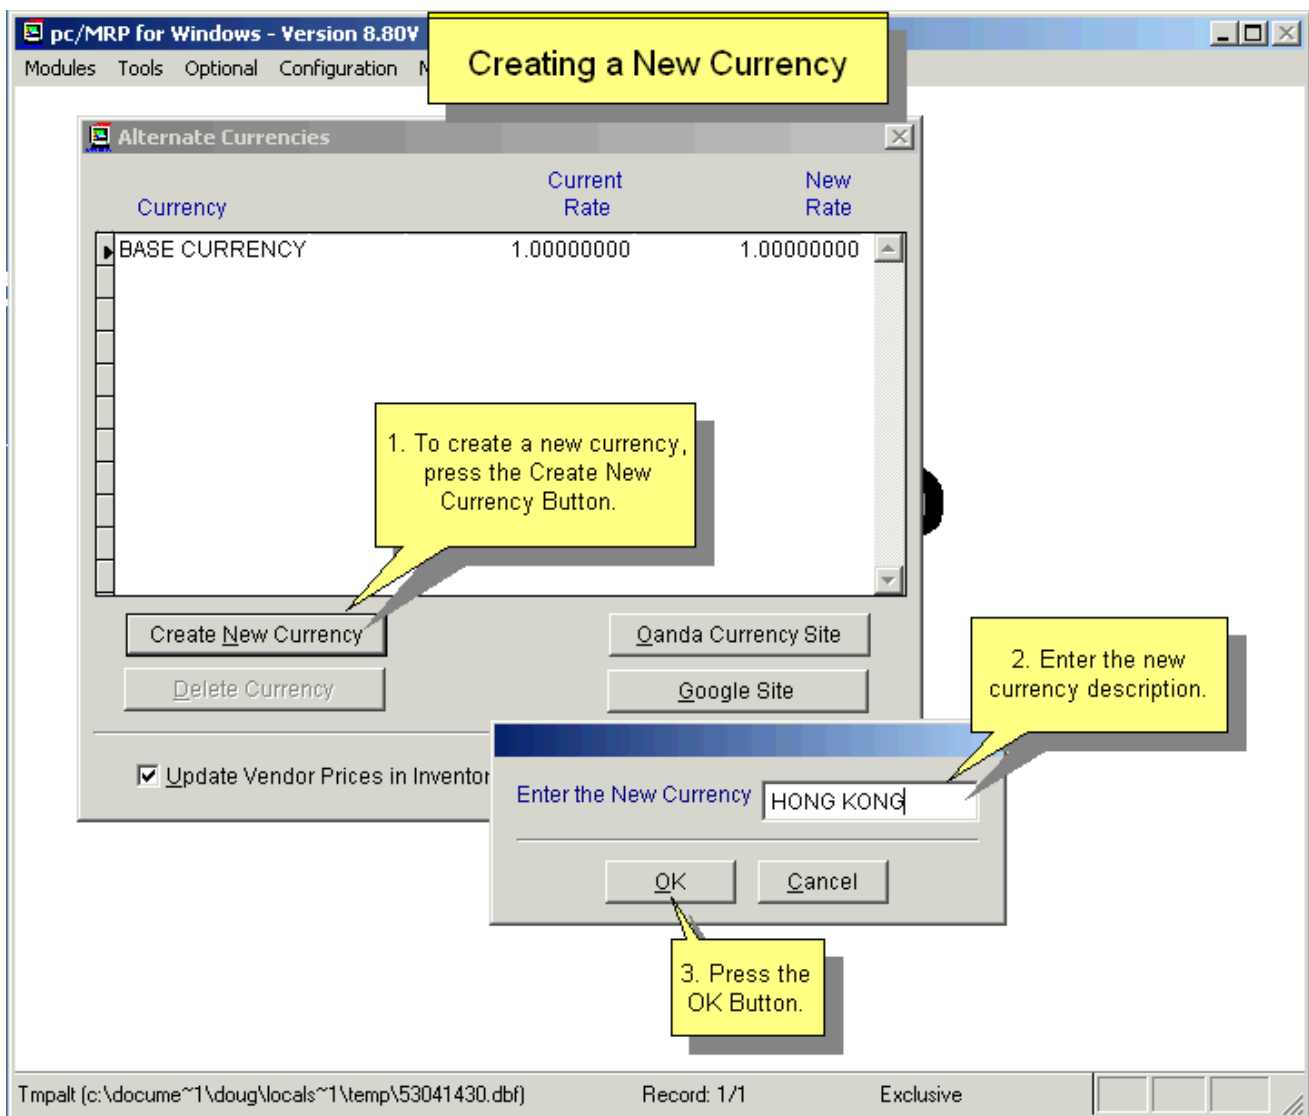 pc/MRP for Windows - Version 8.80V
Creating a New Currency
Modules Tools Optional Configuration
Alternate Currencies
Current New
Currency Rate Rate
BASE CURRENCY 1.00000000 1.00000000
1. To create a new currency,
press the Create New
Currency Button.
Create New Currency
Oanda Currency Site
Delete Currency
Google Site
2. Enter the new
currency description.
Update Vendor Prices in Inventor
Enter the New Currency HONG KONG
OK Cancel
3. Press the
OK Button.
Tmpalt (c:\docume~1\doug\locals~1\temp\53041430.dbf) Record: 1/1 Exclusive